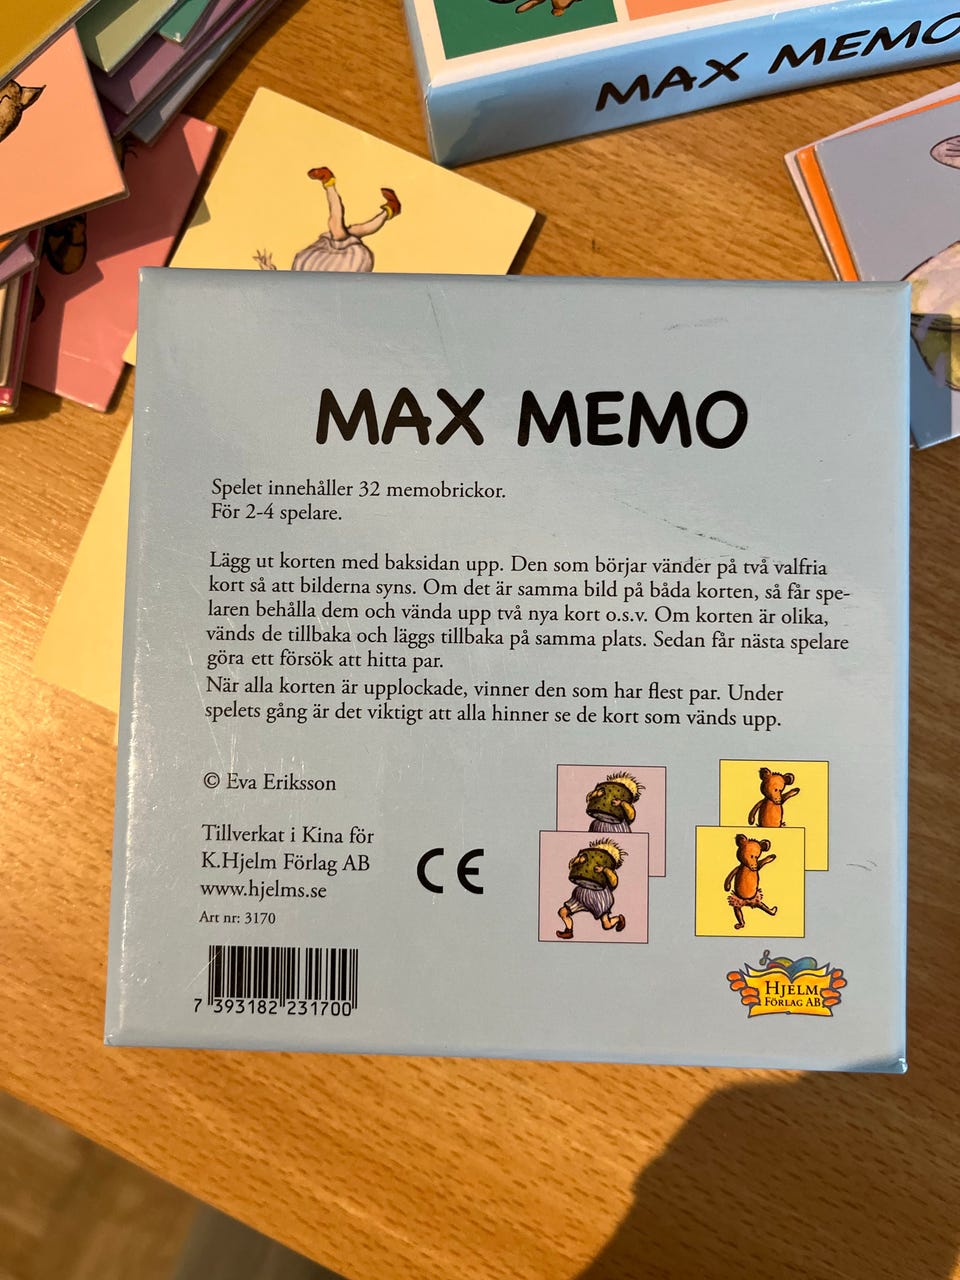 MAX MEMO
MAX MEMO
Spelet innehåller 32 memobrickor.
För 2-4 spelare.
Lägg ut korten med baksidan upp. Den som börjar vänder på två valfria
kort så att bilderna syns. Om det är samma bild på båda korten, så får spe-
laren behålla dem och vända upp två nya kort o.s.v. Om korten är olika,
vänds de tillbaka och läggs tillbaka på samma plats. Sedan får nästa spelare
göra ett försök att hitta par.
När alla korten är upplockade, vinner den som har flest par. Under
spelets gång är det viktigt att alla hinner se de kort som vänds upp.
© Eva Eriksson
Tillverkat i Kina för
K.Hjelm Förlag AB
www.hjelms.se
Art nr: 3170
CE
7 393182 231700
HJELM
FÖRLAG AB